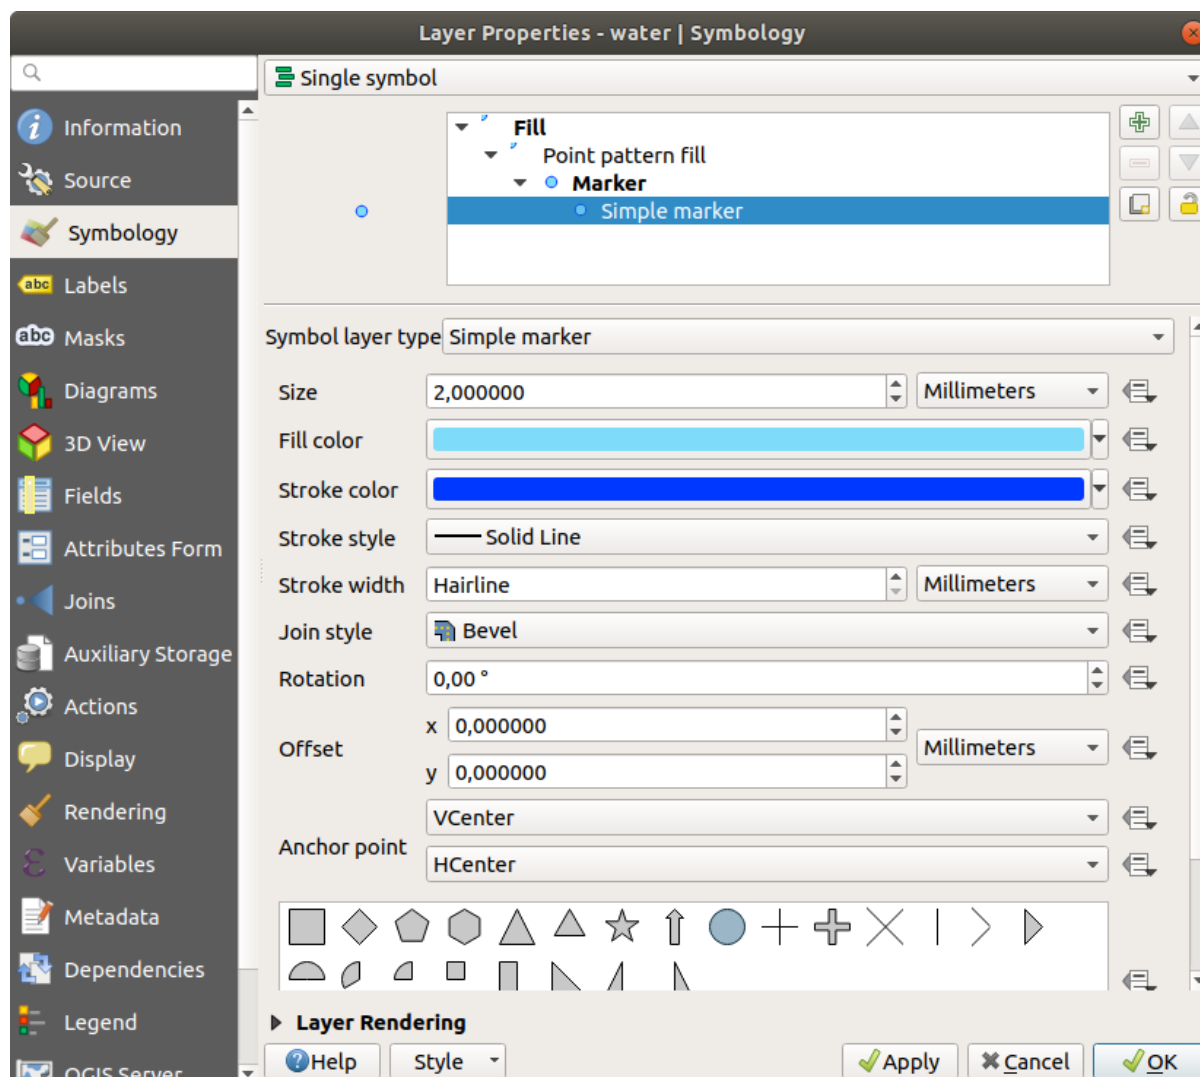 Layer Properties - water | Symbology
Single symbol
Information
Source
Symbology
abc Labels
abc Masks
Diagrams
3D View
Fields
Attributes Form
Joins
Auxiliary Storage
Actions
Display
Rendering
Variables
Metadata
Dependencies
Legend
QGIS Server
Fill
Point pattern fill
Marker
Simple marker
Symbol layer type Simple marker
Size 2,000000 Millimeters
Fill color
Stroke color
Stroke style Solid Line
Stroke width Hairline Millimeters
Join style Bevel
Rotation 0,00 °
Offset x 0,000000 Millimeters
y 0,000000
Anchor point VCenter
HCenter
Layer Rendering
Help Style Apply Cancel OK